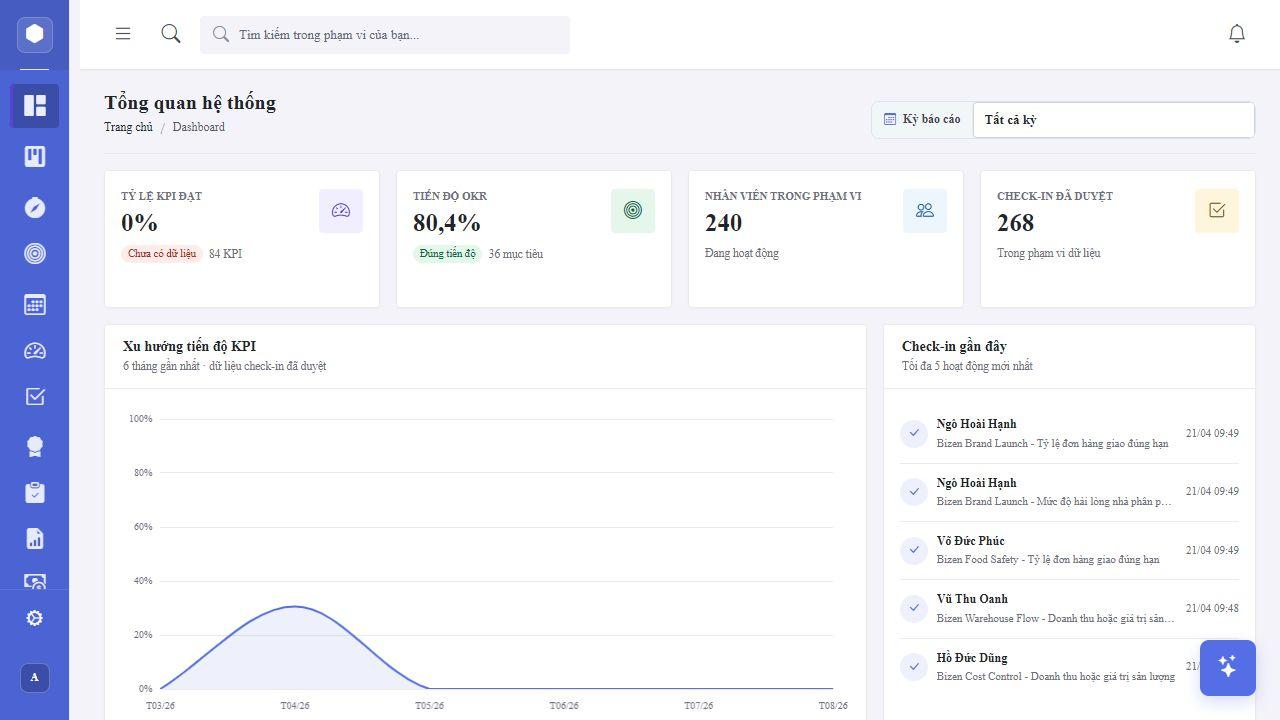 Tìm kiếm trong phạm vi của bạn...
Tổng quan hệ thống
Trang chủ / Dashboard
Kỳ báo cáo
Tất cả kỳ
TỶ LỆ KPI ĐẠT
0%
Chưa có dữ liệu 84 KPI
TIẾN ĐỘ OKR
80,4%
Đúng tiến độ 36 mục tiêu
NHÂN VIÊN TRONG PHẠM VI
240
Đang hoạt động
CHECK-IN ĐÃ DUYỆT
268
Trong phạm vi dữ liệu
Xu hướng tiến độ KPI
6 tháng gần nhất · dữ liệu check-in đã duyệt
100%
80%
60%
40%
20%
0%
T03/26 T04/26 T05/26 T06/26 T07/26 T08/26
Check-in gần đây
Tối đa 5 hoạt động mới nhất
Ngô Hoài Hạnh
Bizen Brand Launch - Tỷ lệ đơn hàng giao đúng hạn
21/04 09:49
Ngô Hoài Hạnh
Bizen Brand Launch - Mức độ hài lòng nhà phân p...
21/04 09:49
Võ Đức Phúc
Bizen Food Safety - Tỷ lệ đơn hàng giao đúng hạn
21/04 09:49
Vũ Thu Oanh
Bizen Warehouse Flow - Doanh thu hoặc giá trị sản...
21/04 09:48
Hồ Đức Dũng
Bizen Cost Control - Doanh thu hoặc giá trị sản lượng
21/
A